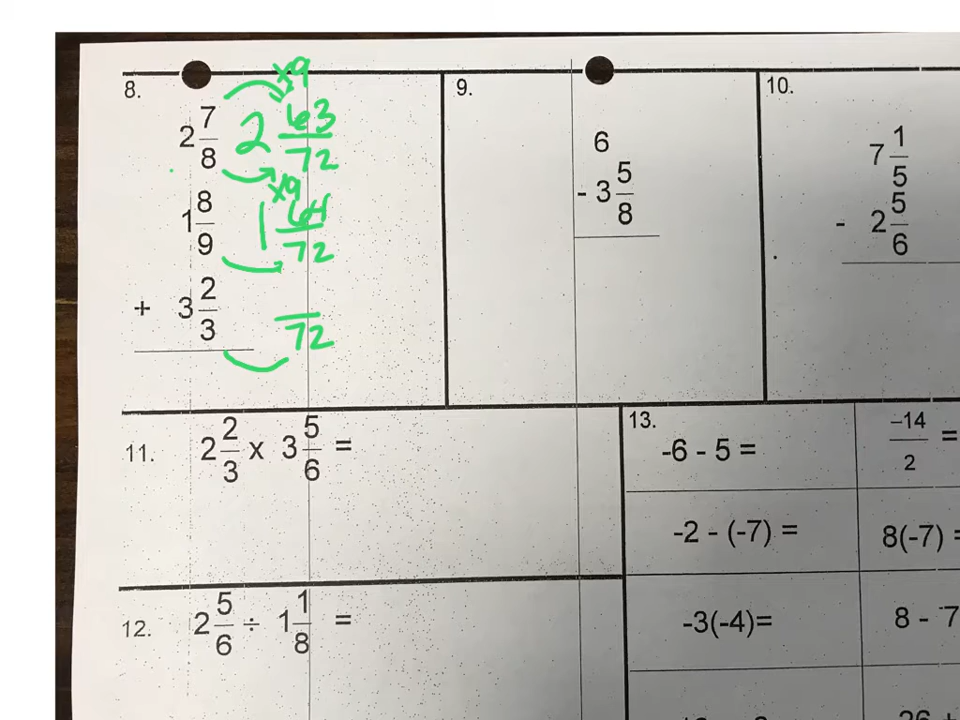 8.
×9
2 7/8 2 63/72
×9
1 8/9 1 64/72
+ 3 2/3 /72
9.
6
- 3 5/8
10.
7 1/5
- 2 5/6
11. 2 2/3 x 3 5/6 =
12. 2 5/6 ÷ 1 1/8 =
13.
-6 - 5 =
-14/2 =
-2 - (-7) =
8(-7) =
-3(-4)=
8 - -7